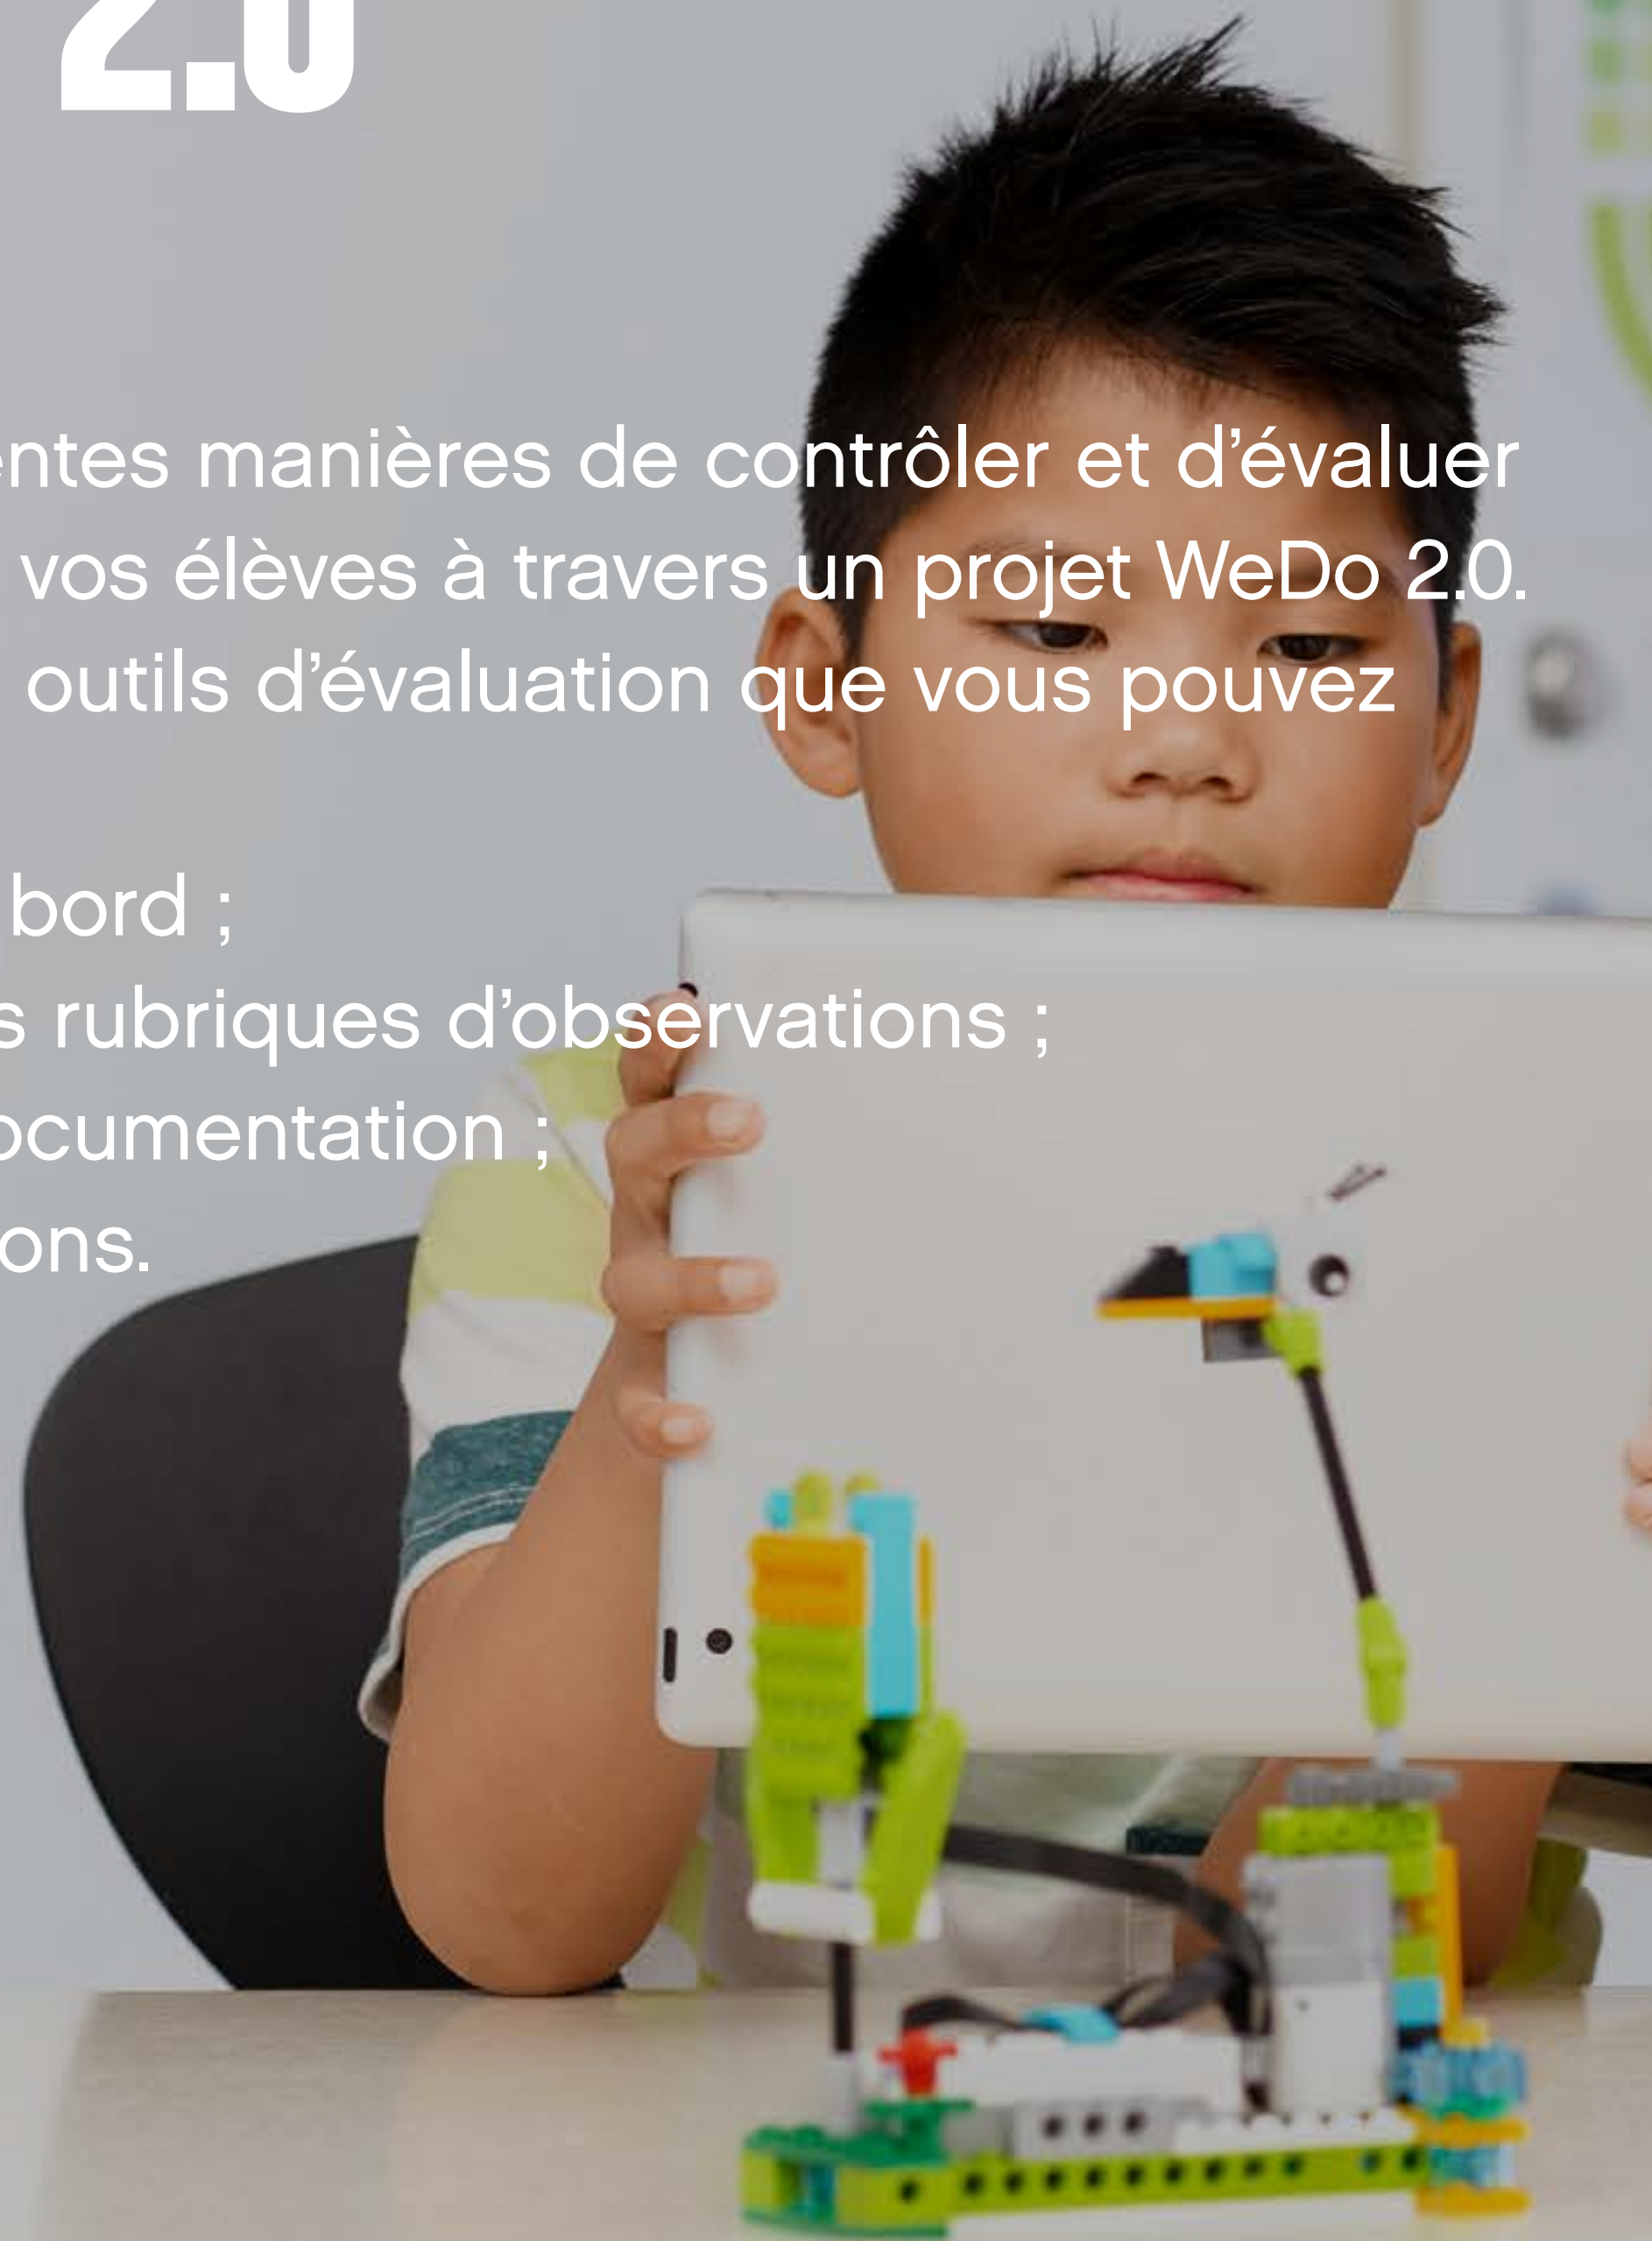 2.0
entes manières de contrôler et d’évaluer
vos élèves à travers un projet WeDo 2.0.
outils d’évaluation que vous pouvez
bord ;
s rubriques d’observations ;
ocumentation ;
ons.